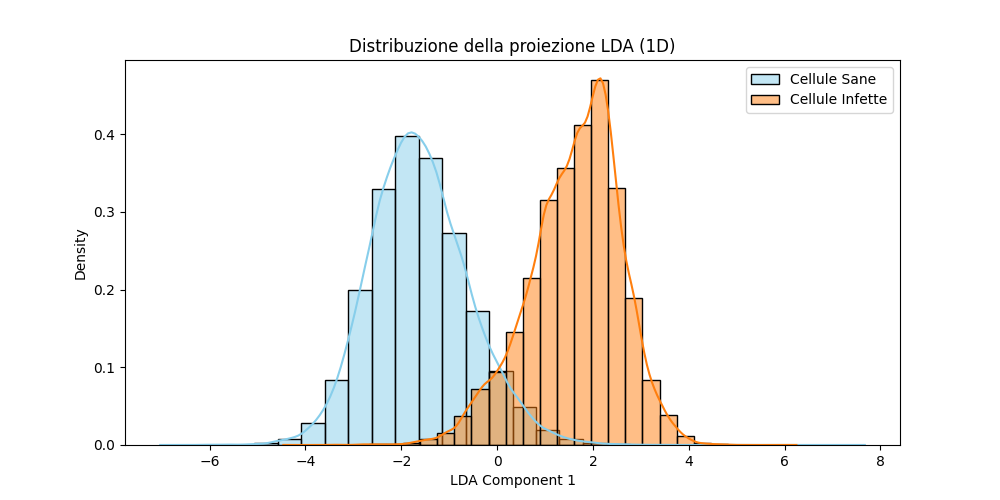 Distribuzione della proiezione LDA (1D)
Cellule Sane
Cellule Infette
Density
0.4
0.3
0.2
0.1
0.0
−6
−4
−2
0
2
4
6
8
LDA Component 1